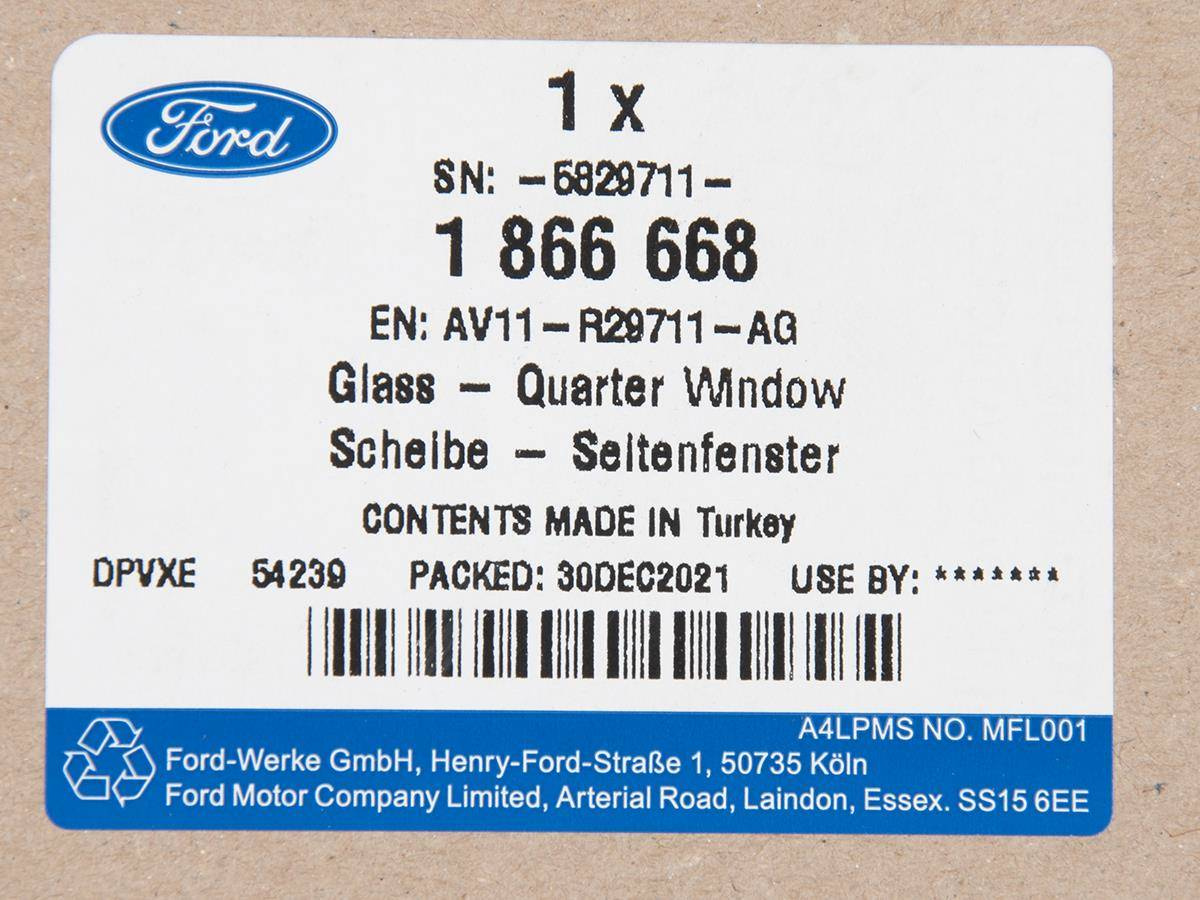 Ford
1 x
SN: -6829711-
1 866 668
EN: AV11-R29711-AG
Glass - Quarter Window
Scheibe - Seitenfenster
CONTENTS MADE IN Turkey
DPVXE 54239 PACKED: 30DEC2021 USE BY: *******
A4LPMS NO. MFL001
Ford-Werke GmbH, Henry-Ford-Straße 1, 50735 Köln
Ford Motor Company Limited, Arterial Road, Laindon, Essex. SS15 6EE